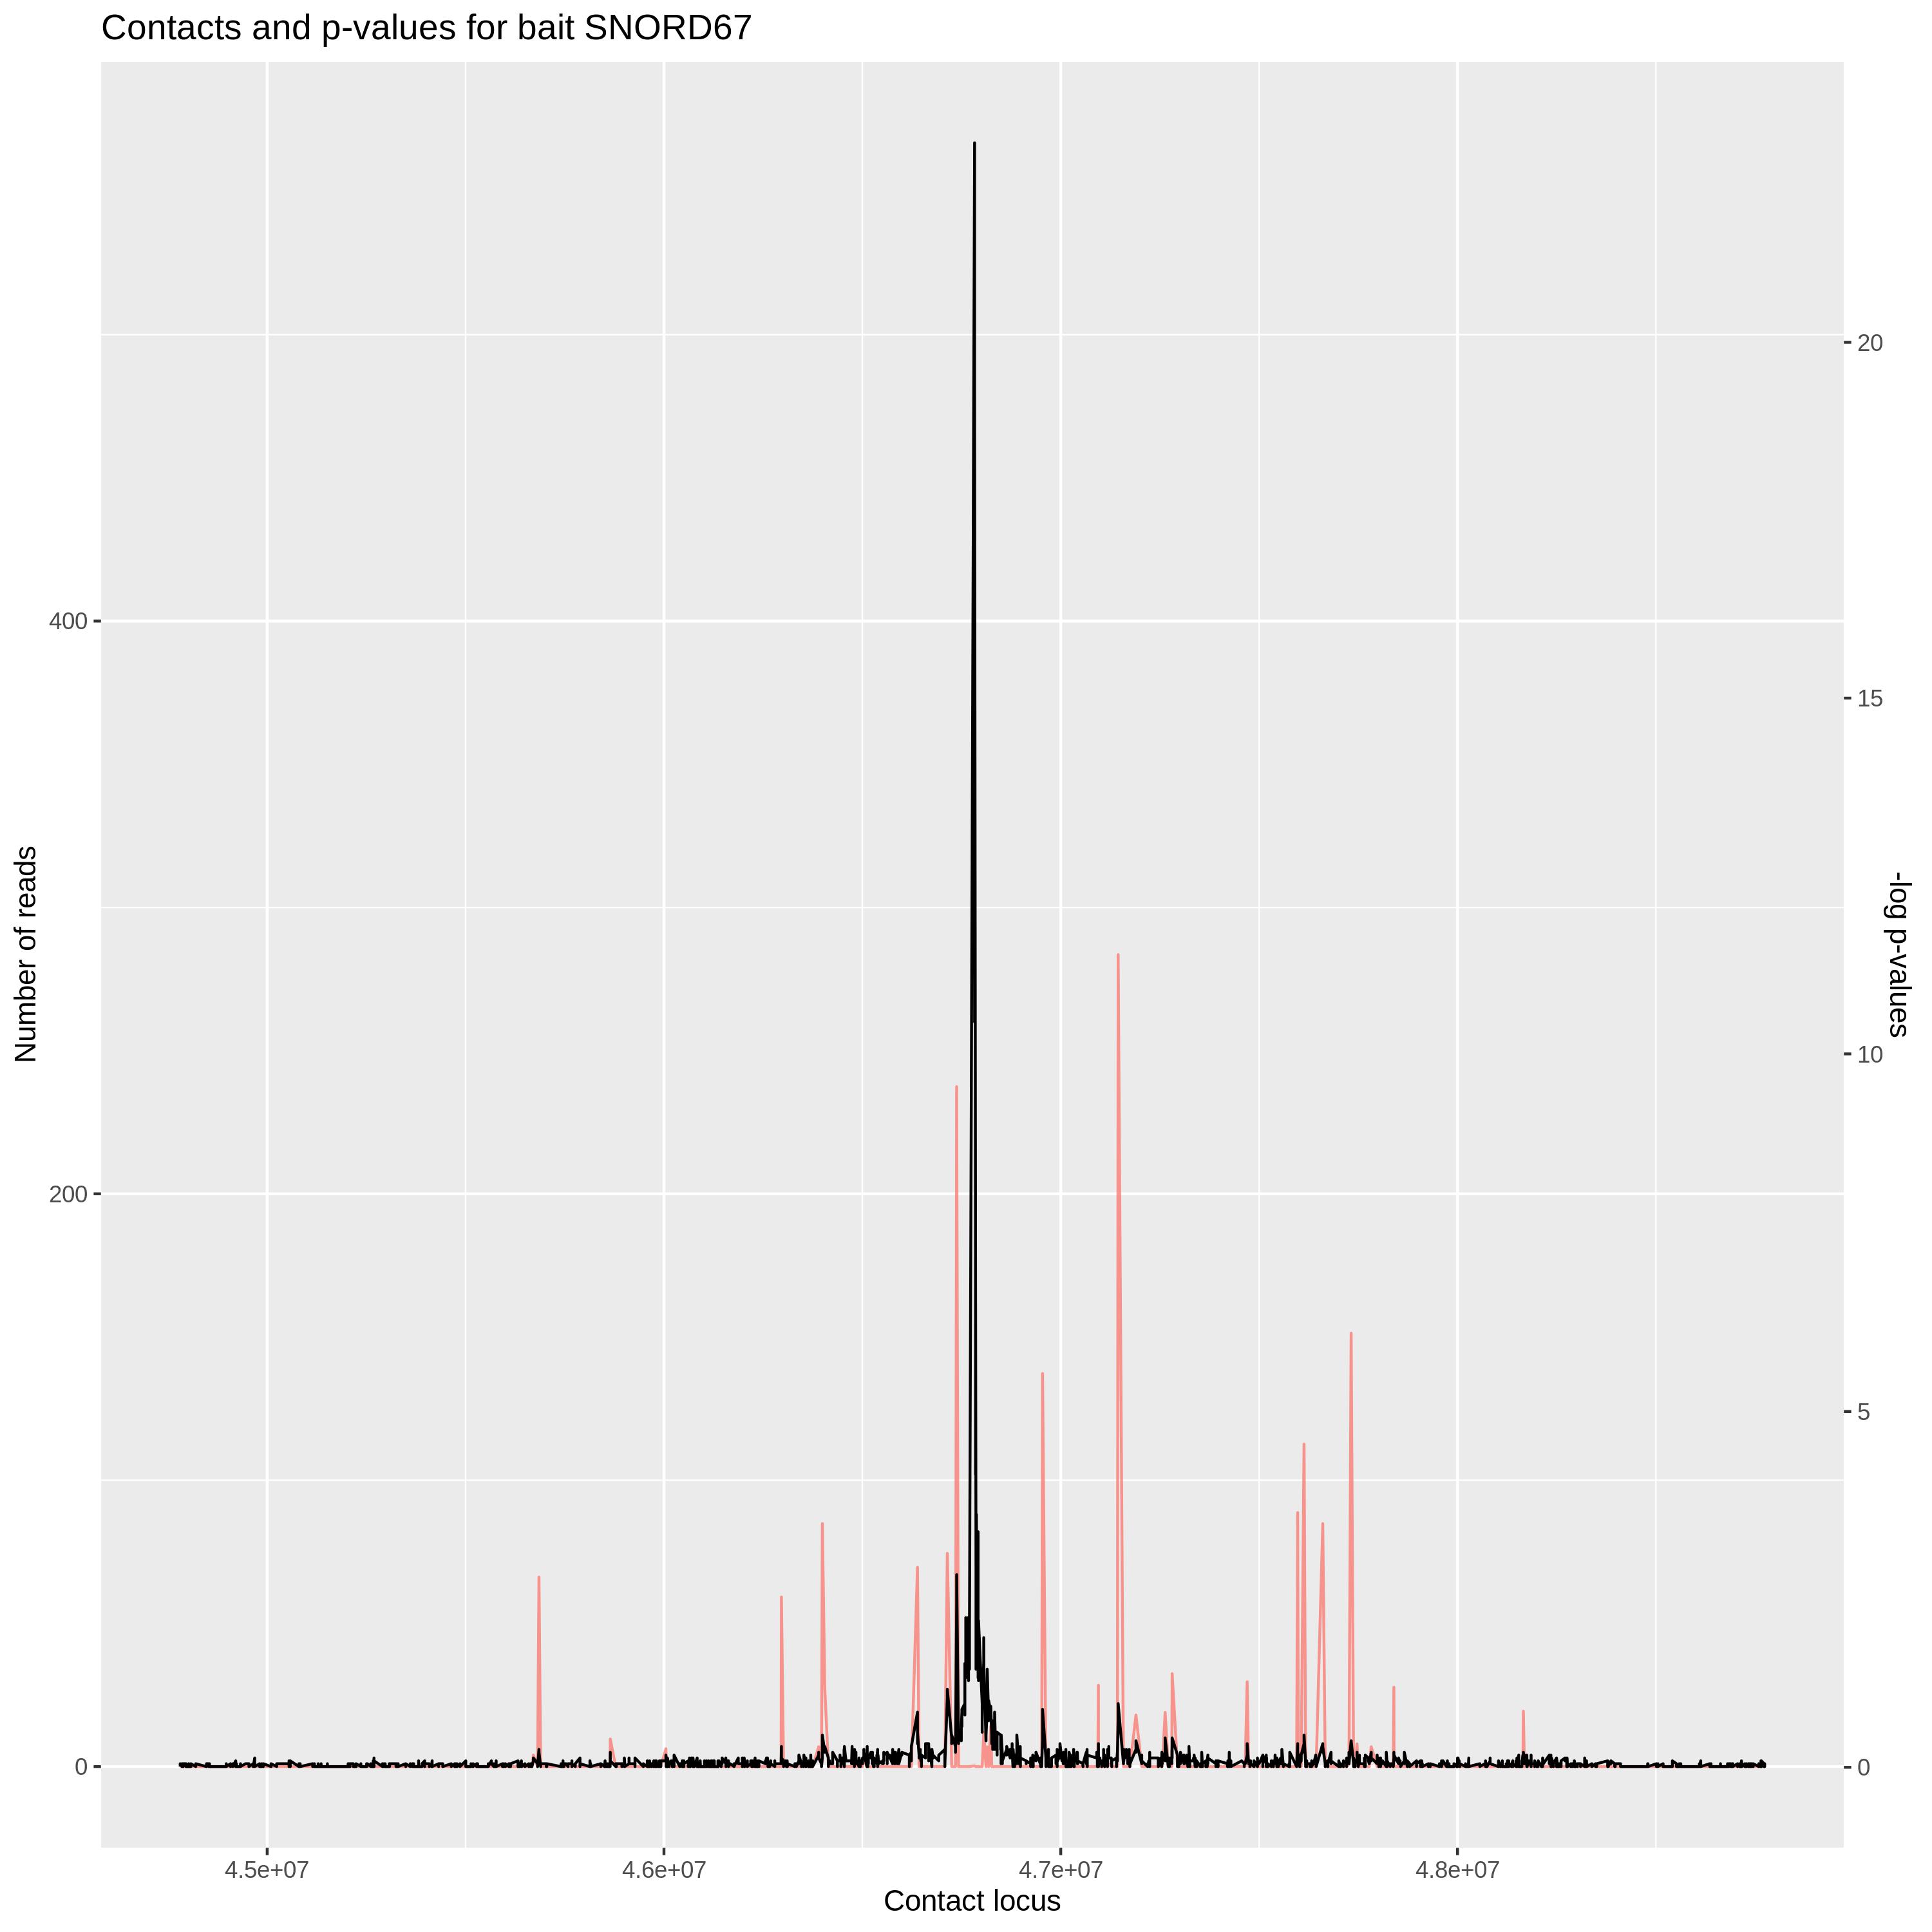 Contacts and p-values for bait SNORD67
Number of reads
400
200
0
20
15
10
5
0
-log p-values
4.5e+07
4.6e+07
4.7e+07
4.8e+07
Contact locus